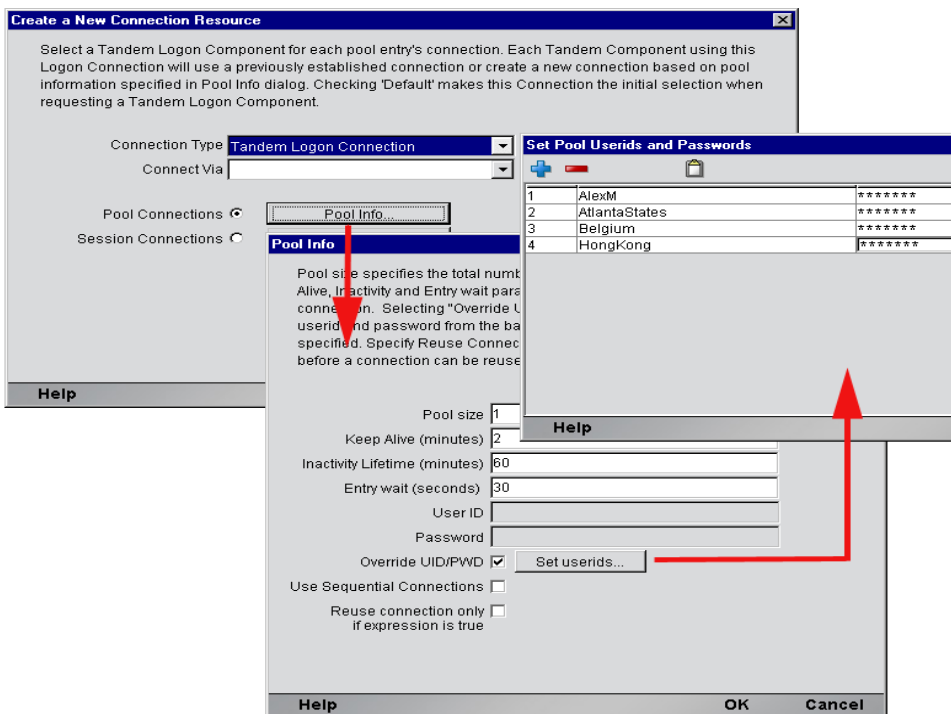 Create a New Connection Resource
Select a Tandem Logon Component for each pool entry's connection. Each Tandem Component using this
Logon Connection will use a previously established connection or create a new connection based on pool
information specified in Pool Info dialog. Checking 'Default' makes this Connection the initial selection when
requesting a Tandem Logon Component.
Connection Type Tandem Logon Connection
Connect Via
Pool Connections Pool Info...
Session Connections
Help
Set Pool Userids and Passwords
1 AlexM *******
2 AtlantaStates *******
3 Belgium *******
4 HongKong *******
Help
Pool Info
Pool size specifies the total
Alive, Inactivity and Entry wait
connection. Selecting "Override
userid and password from the
specified. Specify Reuse
before a connection can be
Pool size 1
Keep Alive (minutes) 2
Inactivity Lifetime (minutes) 60
Entry wait (seconds) 30
User ID
Password
Override UID/PWD Set userids...
Use Sequential Connections
Reuse connection only
if expression is true
Help OK Cancel